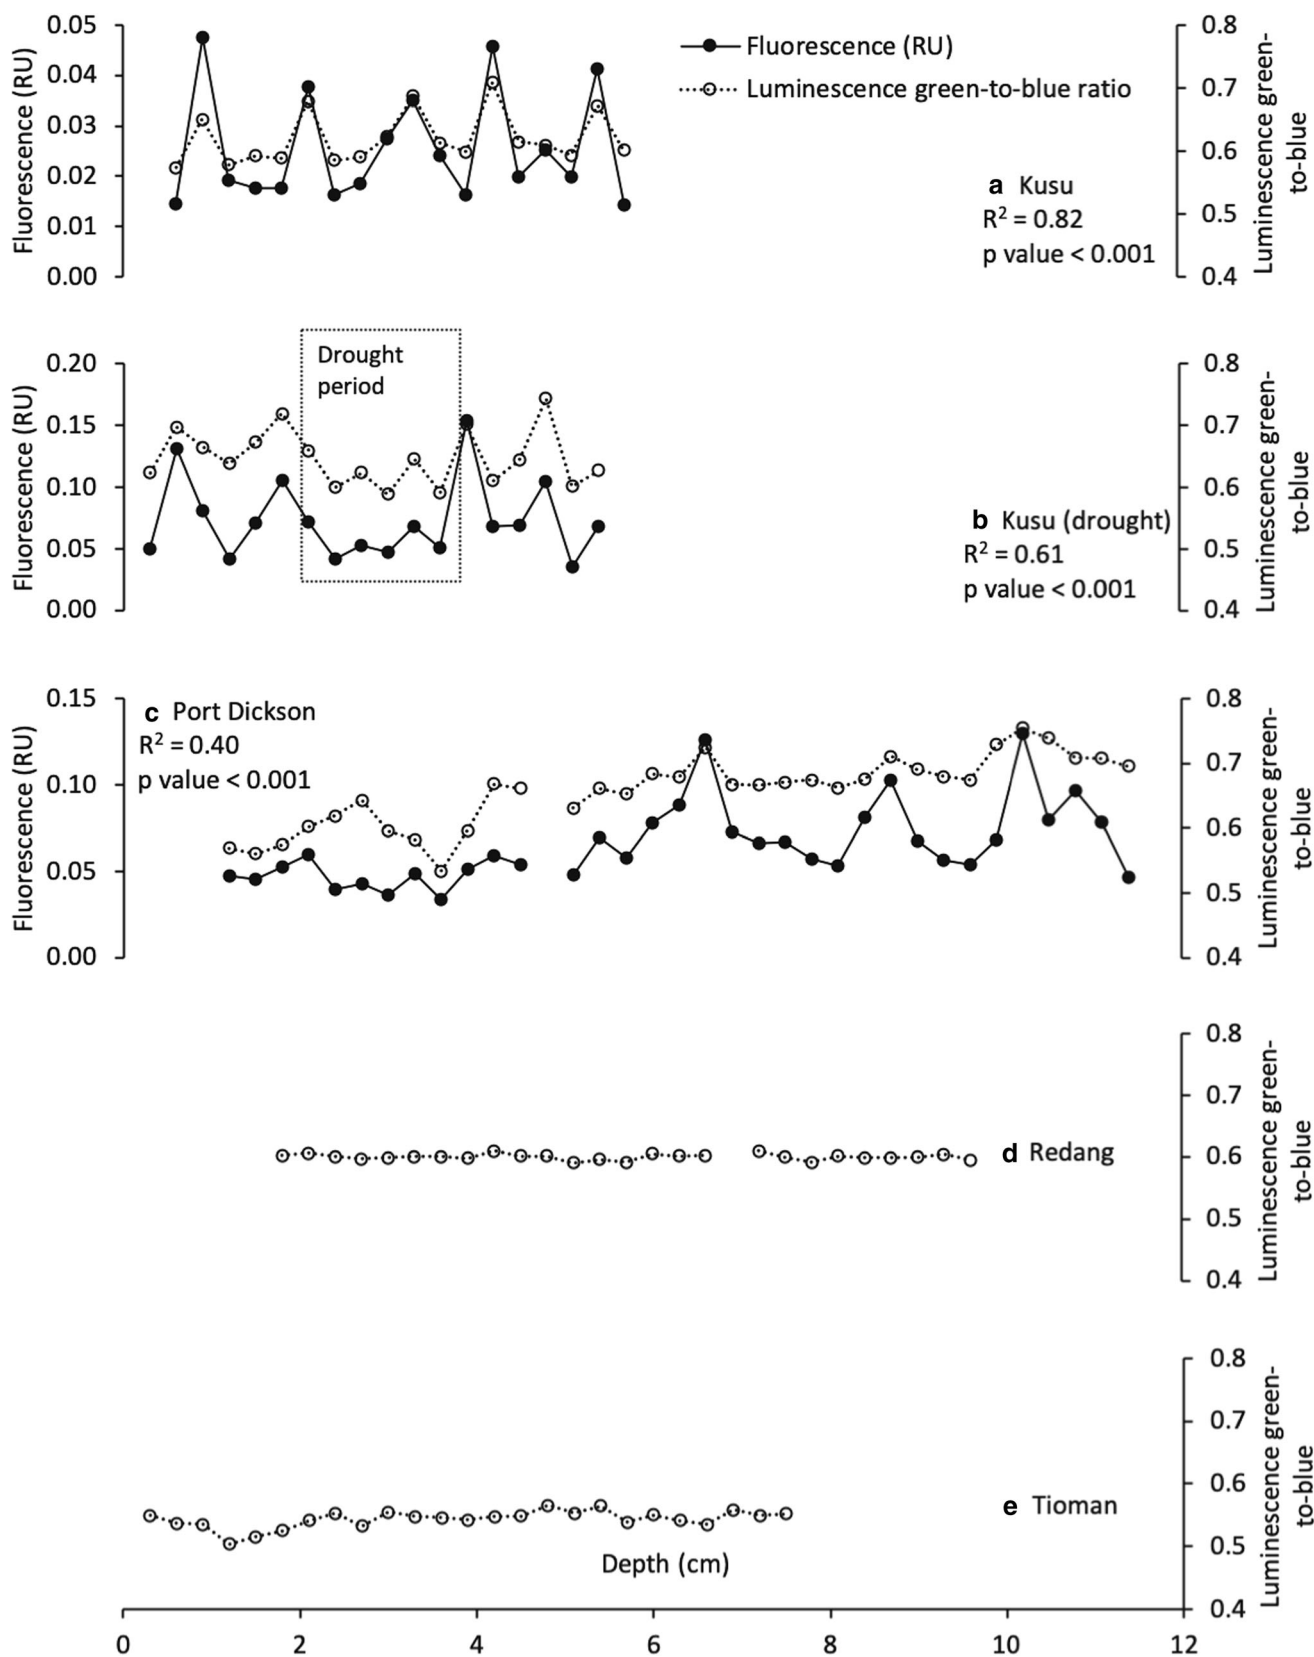 Fluorescence (RU)
0.05
0.04
0.03
0.02
0.01
0.00
Fluorescence (RU)
Luminescence green-to-blue ratio
a Kusu
R² = 0.82
p value < 0.001
0.8
0.7
0.6
0.5
0.4
Luminescence green-
to-blue
Fluorescence (RU)
0.20
0.15
0.10
0.05
0.00
Drought
period
b Kusu (drought)
R² = 0.61
p value < 0.001
0.8
0.7
0.6
0.5
0.4
Luminescence green-
to-blue
Fluorescence (RU)
0.15
0.10
0.05
0.00
c Port Dickson
R² = 0.40
p value < 0.001
0.8
0.7
0.6
0.5
0.4
Luminescence green-
to-blue
d Redang
0.8
0.7
0.6
0.5
0.4
Luminescence green-
to-blue
e Tioman
0.8
0.7
0.6
0.5
0.4
Luminescence green-
to-blue
Depth (cm)
0 2 4 6 8 10 12